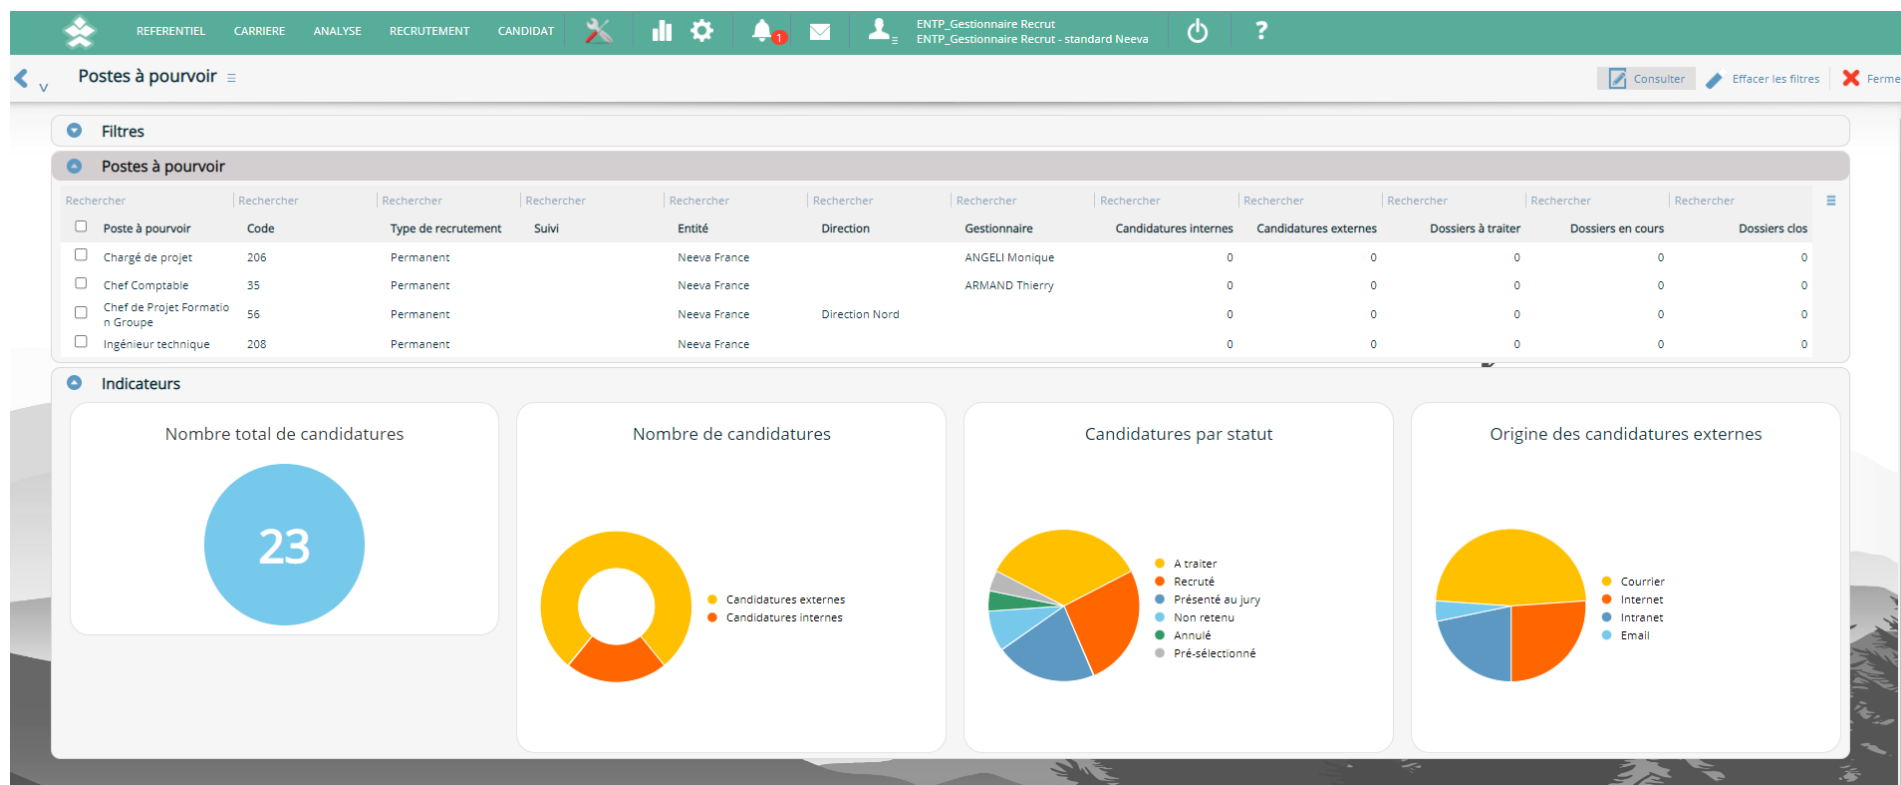 REFERENTIEL CARRIERE ANALYSE RECRUTEMENT CANDIDAT 1 ENTP_Gestionnaire Recrut ?
ENTP_Gestionnaire Recrut - standard Neeva
Postes à pourvoir Consulter Effacer les filtres Ferme
Filtres
Postes à pourvoir
Rechercher Rechercher Rechercher Rechercher Rechercher Rechercher Rechercher Rechercher Rechercher Rechercher Rechercher Rechercher
Poste à pourvoir Code Type de recrutement Suivi Entité Direction Gestionnaire Candidatures internes Candidatures externes Dossiers à traiter Dossiers en cours Dossiers clos
Chargé de projet 206 Permanent Neeva France ANGELI Monique 0 0 0 0 0
Chef Comptable 35 Permanent Neeva France ARMAND Thierry 0 0 0 0 0
Chef de Projet Formatio
n Groupe 56 Permanent Neeva France Direction Nord 0 0 0 0 0
Ingénieur technique 208 Permanent Neeva France 0 0 0 0 0
Indicateurs
Nombre total de candidatures
23
Nombre de candidatures
Candidatures externes
Candidatures internes
Candidatures par statut
A traiter
Recruté
Présenté au jury
Non retenu
Annulé
Pré-sélectionné
Origine des candidatures externes
Courrier
Internet
Intranet
Email